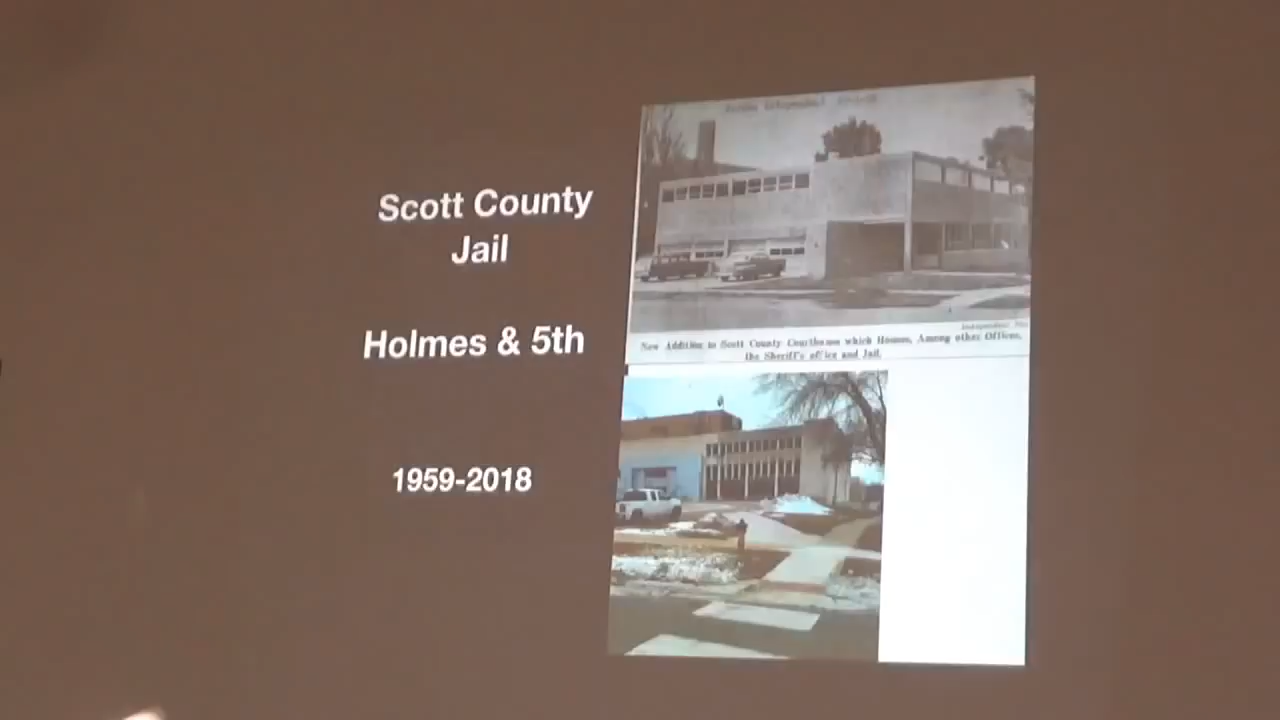 Scott County
Jail
Holmes & 5th
1959-2018
New Addition to Scott County Courthouse which Houses, Among other Offices,
the Sheriff's office and Jail.